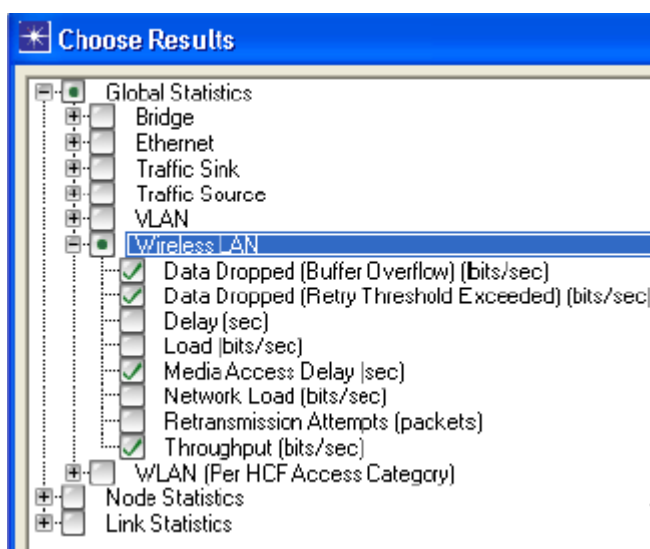 Choose Results
Global Statistics
Bridge
Ethernet
Traffic Sink
Traffic Source
VLAN
Wireless LAN
Data Dropped (Buffer Overflow) (bits/sec)
Data Dropped (Retry Threshold Exceeded) (bits/sec)
Delay (sec)
Load (bits/sec)
Media Access Delay (sec)
Network Load (bits/sec)
Retransmission Attempts (packets)
Throughput (bits/sec)
WLAN (Per HCF Access Category)
Node Statistics
Link Statistics